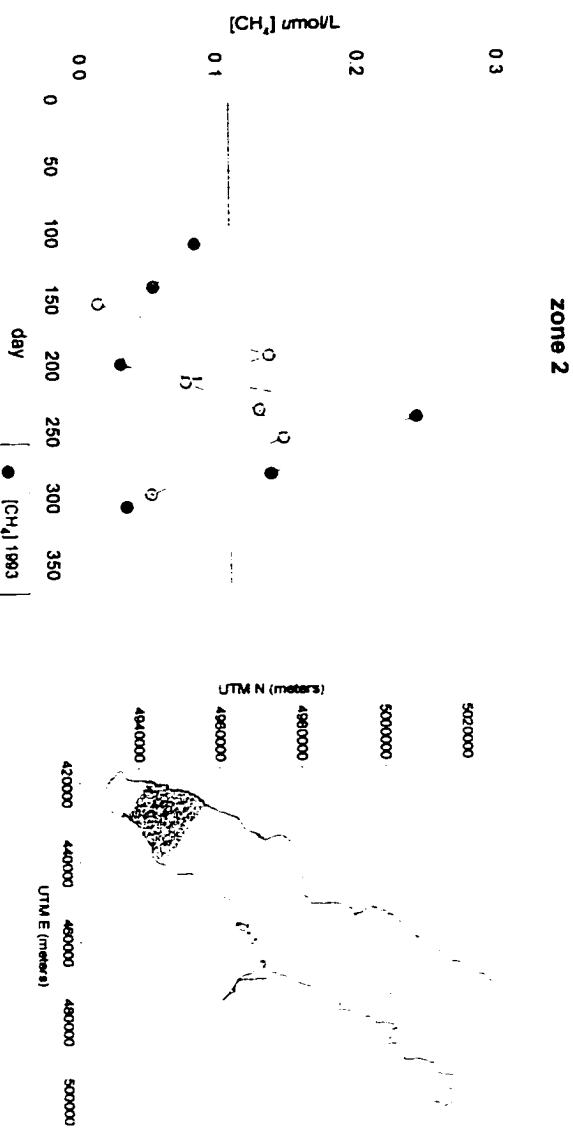 zone 2
[CH₄] umol/L
0 3
0 2
0 1
0 0
0 50 100 150 200 250 300 350
day
● [CH₄] 1993
UTM N (meters)
5020000
5000000
4980000
4960000
4940000
420000 440000 460000 480000 500000
UTM E (meters)